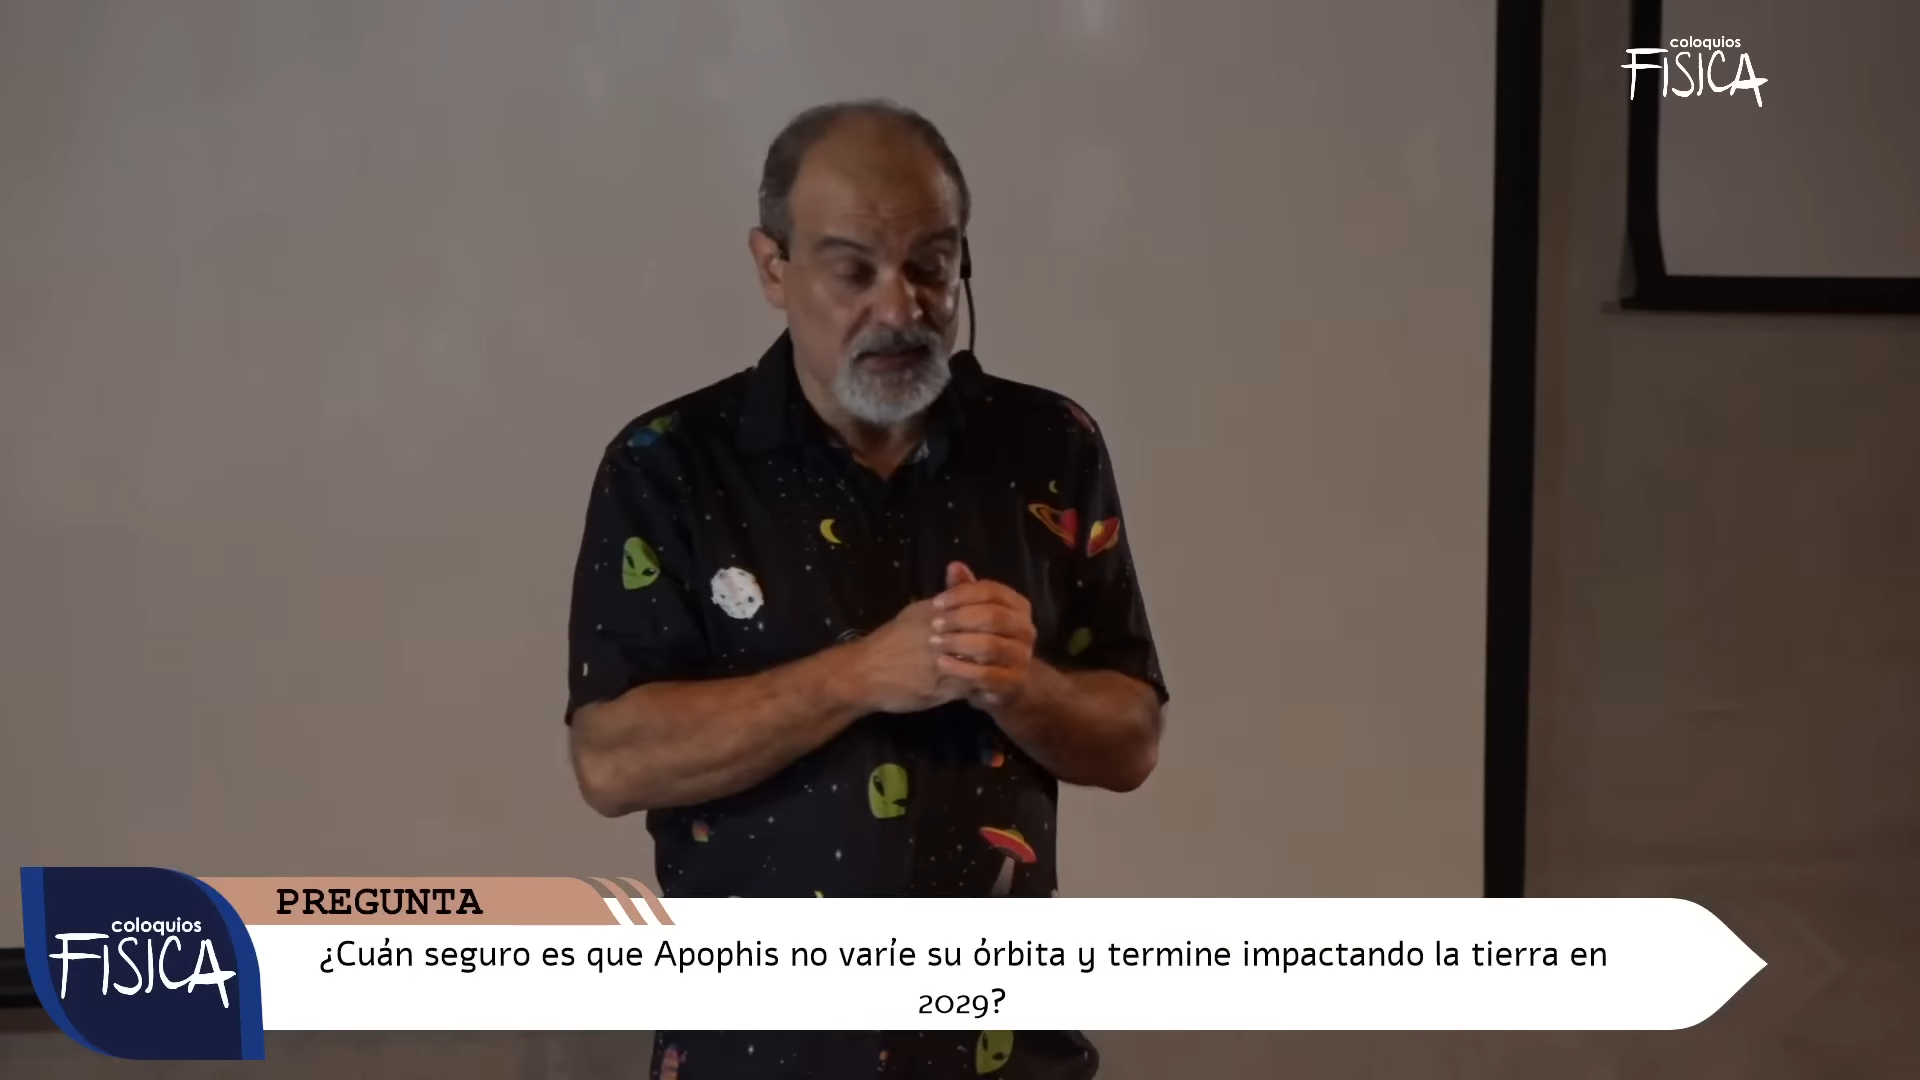 coloquios
FISICA
PREGUNTA
coloquios
FISICA
¿Cuán seguro es que Apophis no varíe su órbita y termine impactando la tierra en
2029?